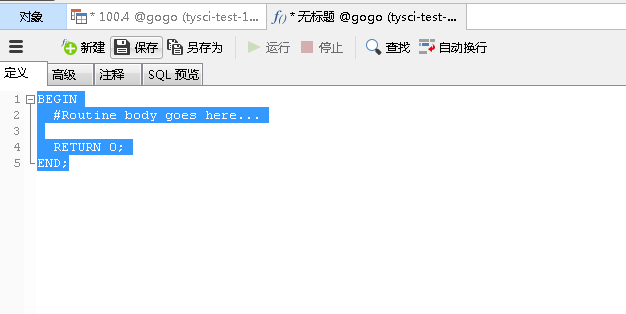 对象 * 100.4 @gogo (tysci-test-1... f() * 无标题 @gogo (tysci-test-...
新建 保存 另存为 运行 停止 查找 自动换行
定义 高级 注释 SQL 预览
1 BEGIN
2 #Routine body goes here...
3
4 RETURN 0;
5 END;